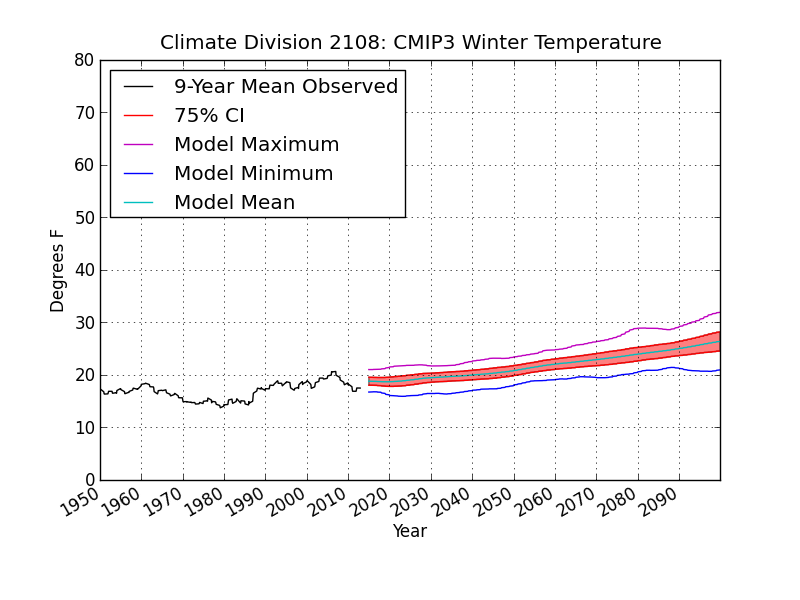 Climate Division 2108: CMIP3 Winter Temperature
80
70
60
50
40
30
20
10
0
Degrees F
9-Year Mean Observed
75% CI
Model Maximum
Model Minimum
Model Mean
1950 1960 1970 1980 1990 2000 2010 2020 2030 2040 2050 2060 2070 2080 2090
Year